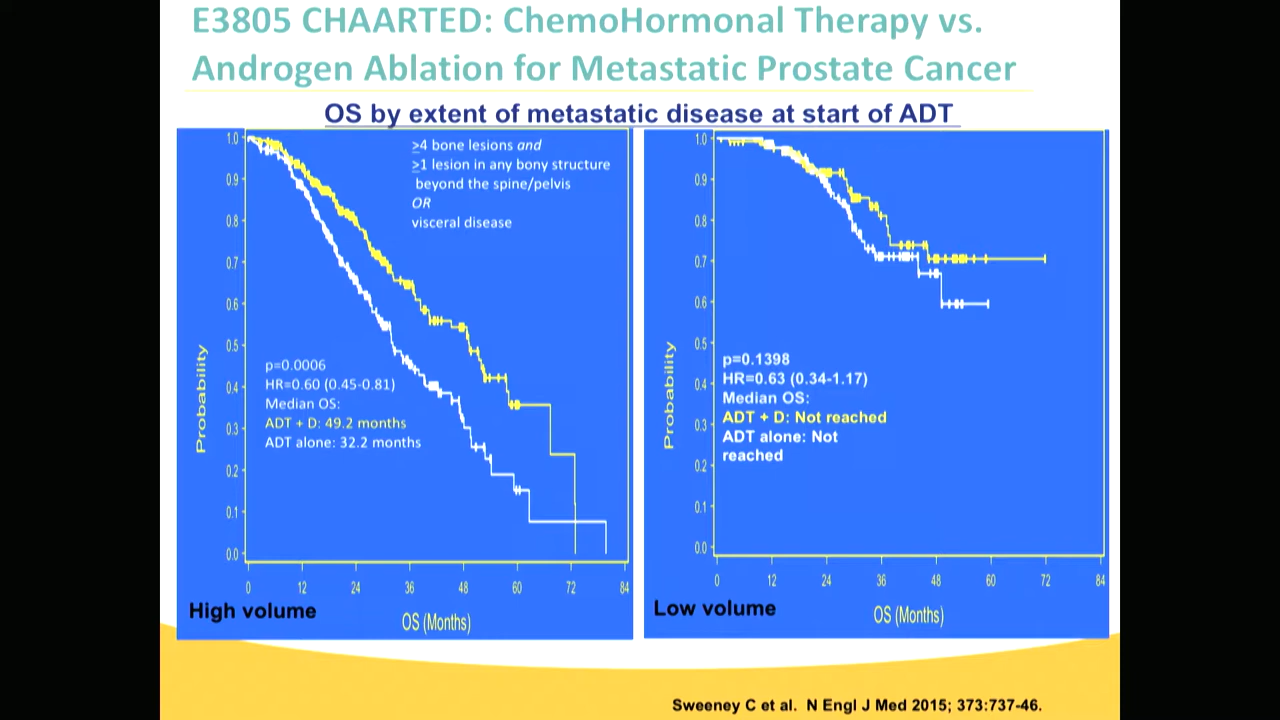 E3805 CHAARTED: ChemoHormonal Therapy vs.
Androgen Ablation for Metastatic Prostate Cancer
OS by extent of metastatic disease at start of ADT
≥4 bone lesions and
≥1 lesion in any bony structure
beyond the spine/pelvis
OR
visceral disease
1.0
0.9
0.8
0.7
0.6
0.5
0.4
0.3
0.2
0.1
0.0
Probability
p=0.0006
HR=0.60 (0.45-0.81)
Median OS:
ADT + D: 49.2 months
ADT alone: 32.2 months
0 12 24 36 48 60 72 84
High volume
OS (Months)
1.0
0.9
0.8
0.7
0.6
0.5
0.4
0.3
0.2
0.1
0.0
Probability
p=0.1398
HR=0.63 (0.34-1.17)
Median OS:
ADT + D: Not reached
ADT alone: Not
reached
0 12 24 36 48 60 72 84
Low volume
OS (Months)
Sweeney C et al. N Engl J Med 2015; 373:737-46.